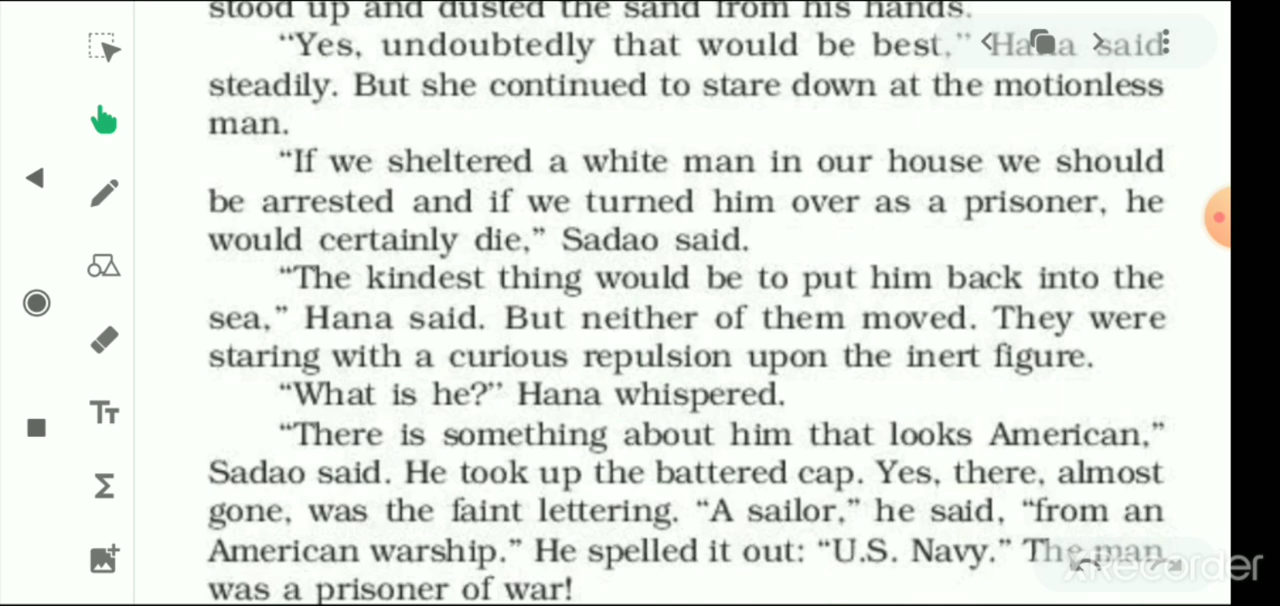 stood up and dusted the sand from his hands.
“Yes, undoubtedly that would be best,” Hana said
steadily. But she continued to stare down at the motionless
man.
“If we sheltered a white man in our house we should
be arrested and if we turned him over as a prisoner, he
would certainly die,” Sadao said.
“The kindest thing would be to put him back into the
sea,” Hana said. But neither of them moved. They were
staring with a curious repulsion upon the inert figure.
“What is he?” Hana whispered.
“There is something about him that looks American,”
Sadao said. He took up the battered cap. Yes, there, almost
gone, was the faint lettering. “A sailor,” he said, “from an
American warship.” He spelled it out: “U.S. Navy.” The man
was a prisoner of war!
TT
Σ
XRecorder